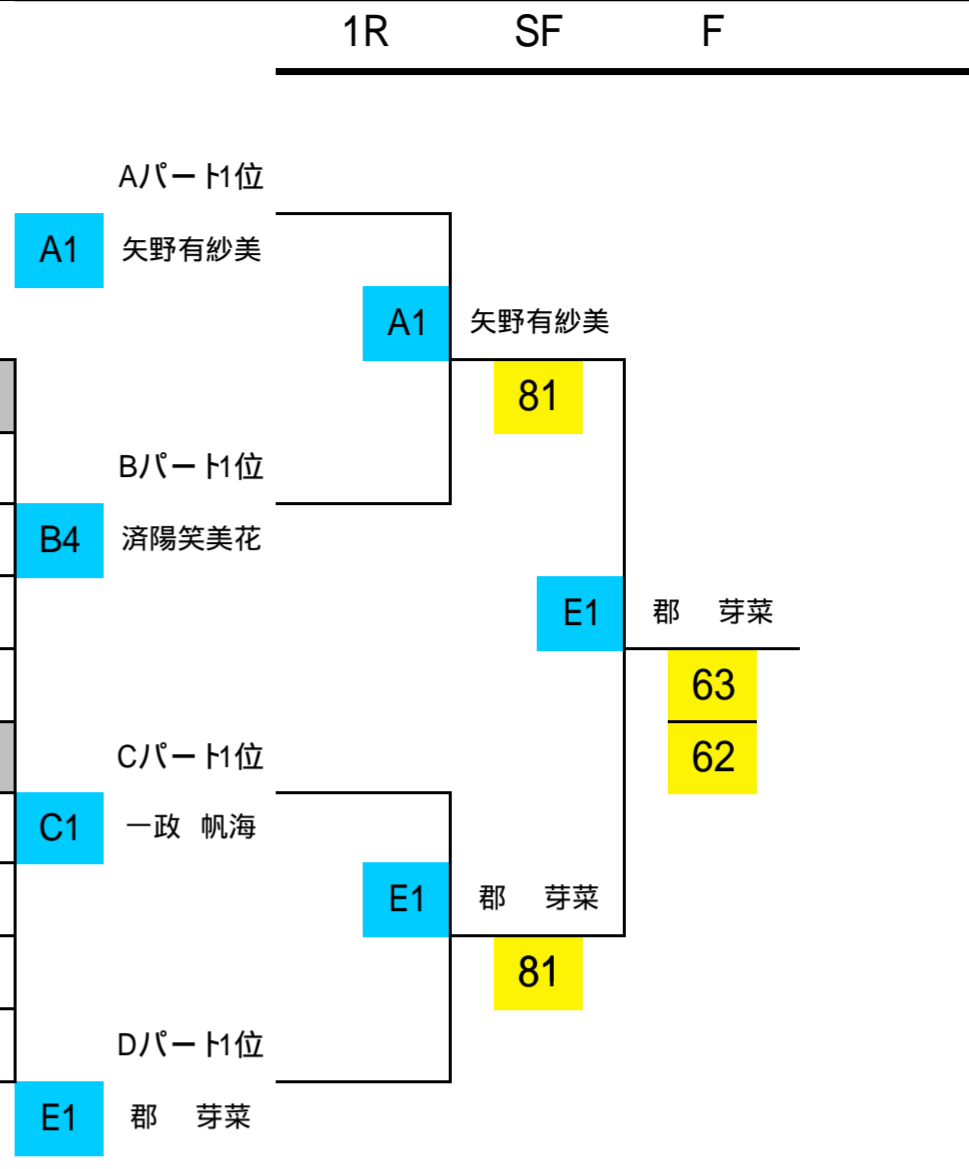 1R SF F
Aパート1位
A1 矢野有紗美
A1 矢野有紗美
81
Bパート1位
B4 済陽笑美花
E1 郡 芽菜
63
62
Cパート1位
C1 一政 帆海
E1 郡 芽菜
81
Dパート1位
E1 郡 芽菜